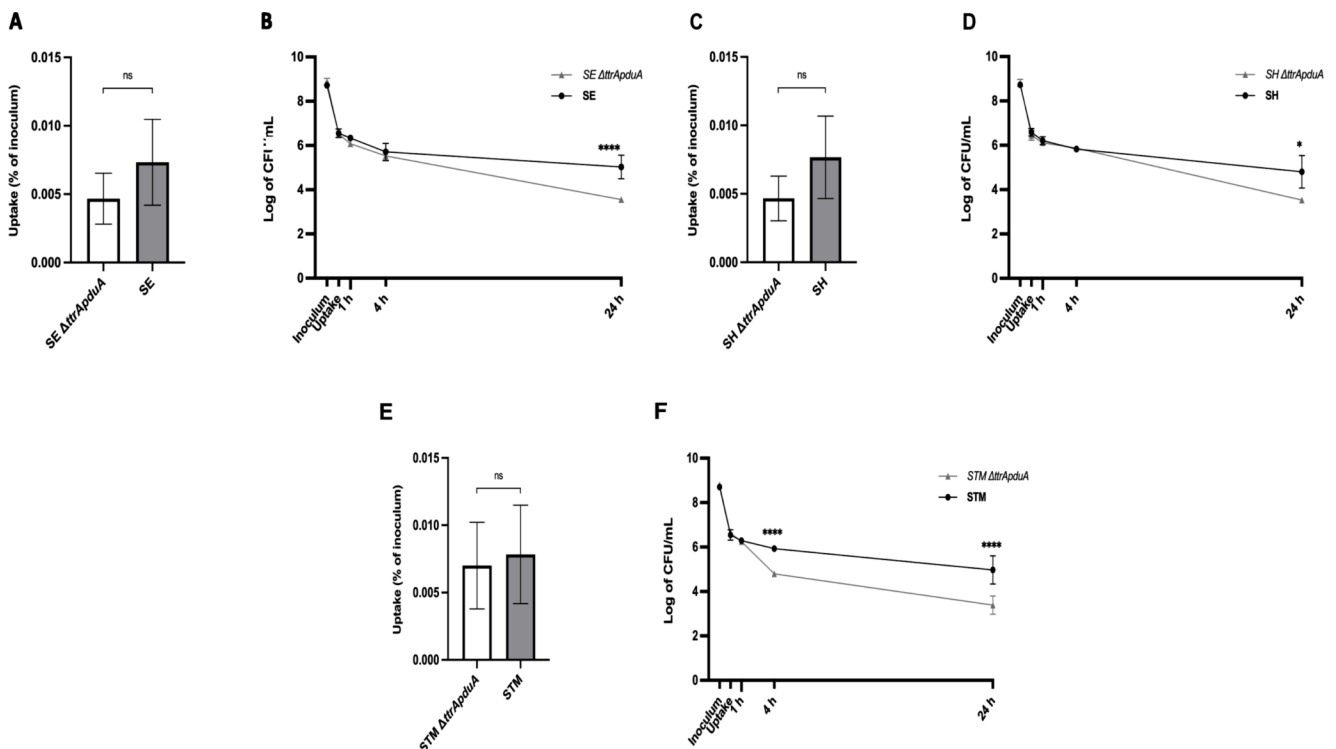 A
Uptake (% of inoculum)
0.015
0.010
0.005
0.000
ns
SE ΔttrApduA
SE
B
Log of CFU/mL
10
8
6
4
2
0
SE ΔttrApduA
SE
****
Inoculum
Uptake
1 h
4 h
24 h
C
Uptake (% of inoculum)
0.015
0.010
0.005
0.000
ns
SH ΔttrApduA
SH
D
Log of CFU/mL
10
8
6
4
2
0
SH ΔttrApduA
SH
*
Inoculum
Uptake
1 h
4 h
24 h
E
Uptake (% of inoculum)
0.015
0.010
0.005
0.000
ns
STM ΔttrApduA
STM
F
Log of CFU/mL
10
8
6
4
2
0
STM ΔttrApduA
STM
****
****
Inoculum
Uptake
1 h
4 h
24 h